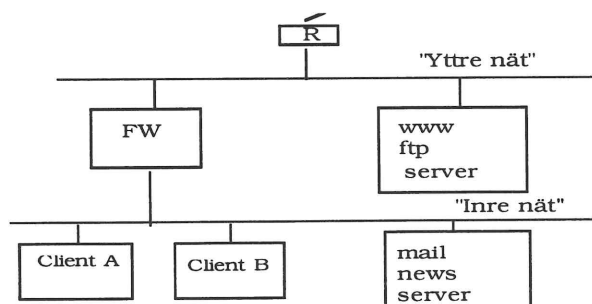 R
"Yttre nät"
FW
www
ftp
server
"Inre nät"
Client A
Client B
mail
news
server